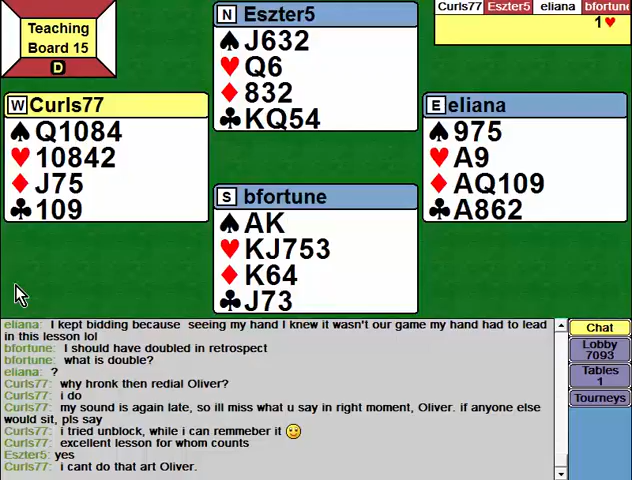 Teaching
Board 15
D
N Eszter5
♠J632
♥Q6
♦832
♣KQ54
Curls77 Eszter5 eliana bfortune
1♥
W Curls77
♠Q1084
♥10842
♦J75
♣109
E eliana
♠975
♥A9
♦AQ109
♣A862
S bfortune
♠AK
♥KJ753
♦K64
♣J73
eliana: I kept bidding because seeing my hand I knew it wasn't our game my hand had to lead
in this lesson lol
bfortune: I should have doubled in retrospect
bfortune: what is double?
eliana: ?
Curls77: why hronk then redial Oliver?
Curls77: i do
Curls77: my sound is again late, so ill miss what u say in right moment, Oliver. if anyone else
would sit, pls say
Curls77: i tried unblock, while i can remmeber it
Curls77: excellent lesson for whom counts
Eszter5: yes
Curls77: i cant do that art Oliver.
Chat
Lobby
7093
Tables
1
Tourneys